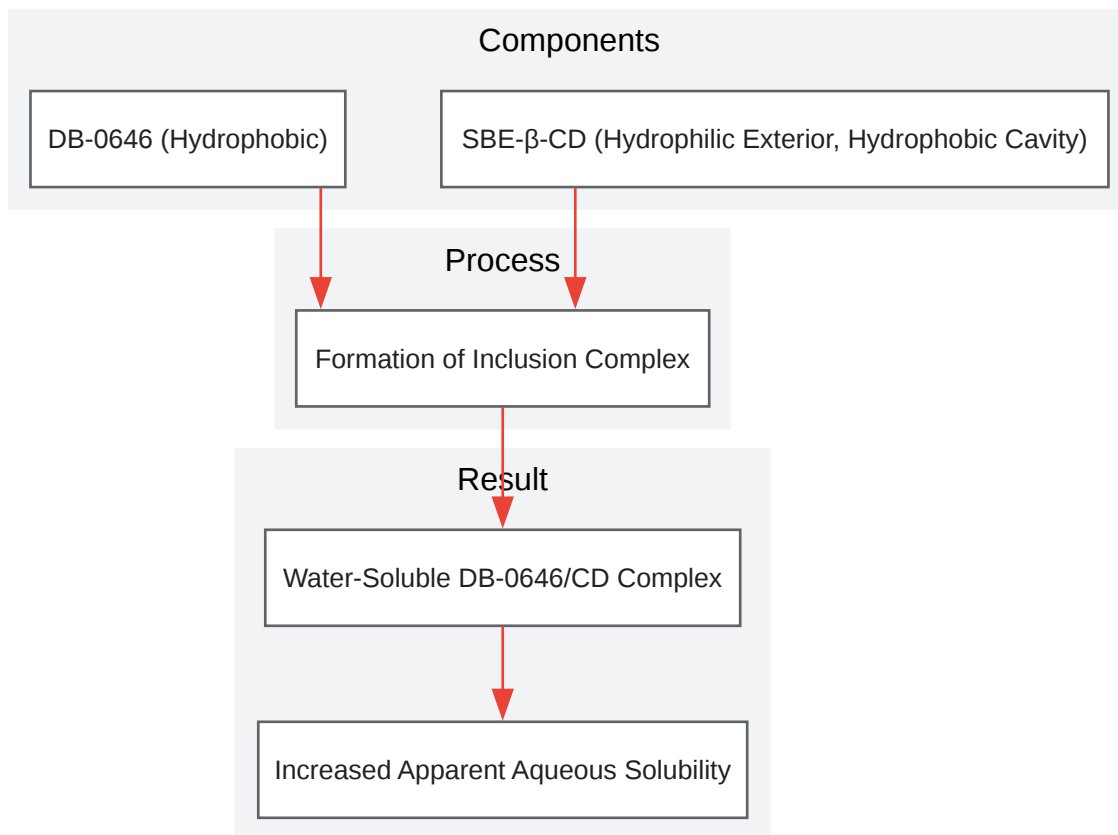 Components
DB-0646 (Hydrophobic)
SBE-β-CD (Hydrophilic Exterior, Hydrophobic Cavity)
Process
Formation of Inclusion Complex
Result
Water-Soluble DB-0646/CD Complex
Increased Apparent Aqueous Solubility